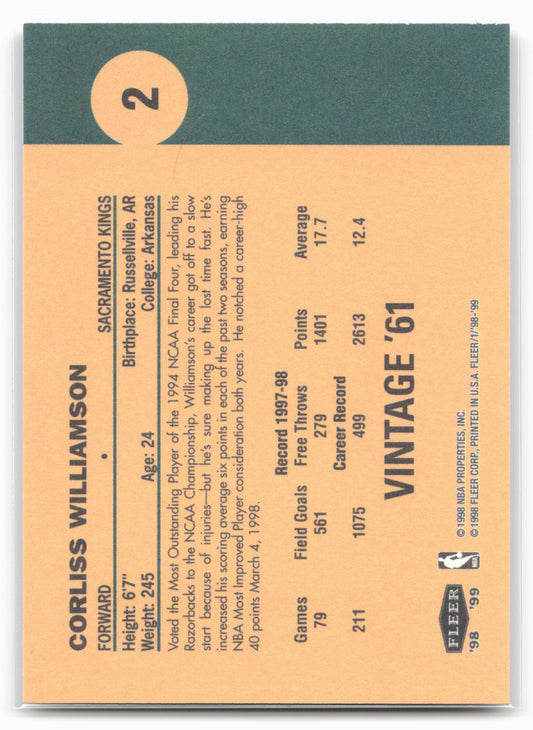 2
CORLISS WILLIAMSON
FORWARD • SACRAMENTO KINGS
Height: 6'7" Birthplace: Russellville, AR
Weight: 245 Age: 24 College: Arkansas
Voted the Most Outstanding Player of the 1994 NCAA Final Four, leading his
Razorbacks to the NCAA Championship, Williamson's career got off to a slow
start because of injuries—but he's sure making up the lost time fast. He's
increased his scoring average six points in each of the past two seasons, earning
NBA Most Improved Player consideration both years. He notched a career-high
40 points March 4, 1998.
Record 1997-98
Games Field Goals Free Throws Points Average
79 561 279 1401 17.7
Career Record
211 1075 499 2613 12.4
VINTAGE '61
FLEER
'98 '99
NBA
© 1998 NBA PROPERTIES, INC.
© 1998 FLEER CORP., PRINTED IN U.S.A. FLEER/1/'98-'99